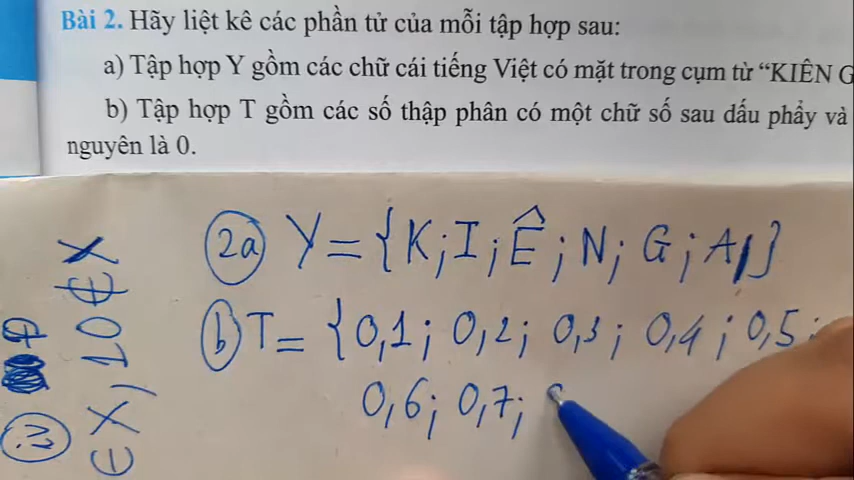 Bài 2. Hãy liệt kê các phần tử của mỗi tập hợp sau:
a) Tập hợp Y gồm các chữ cái tiếng Việt có mặt trong cụm từ “KIÊN G
b) Tập hợp T gồm các số thập phân có một chữ số sau dấu phẩy và
nguyên là 0.
2a Y = {K; I; Ê; N; G; A}
b T = {0,1; 0,2; 0,3; 0,4; 0,5;
0,6; 0,7;